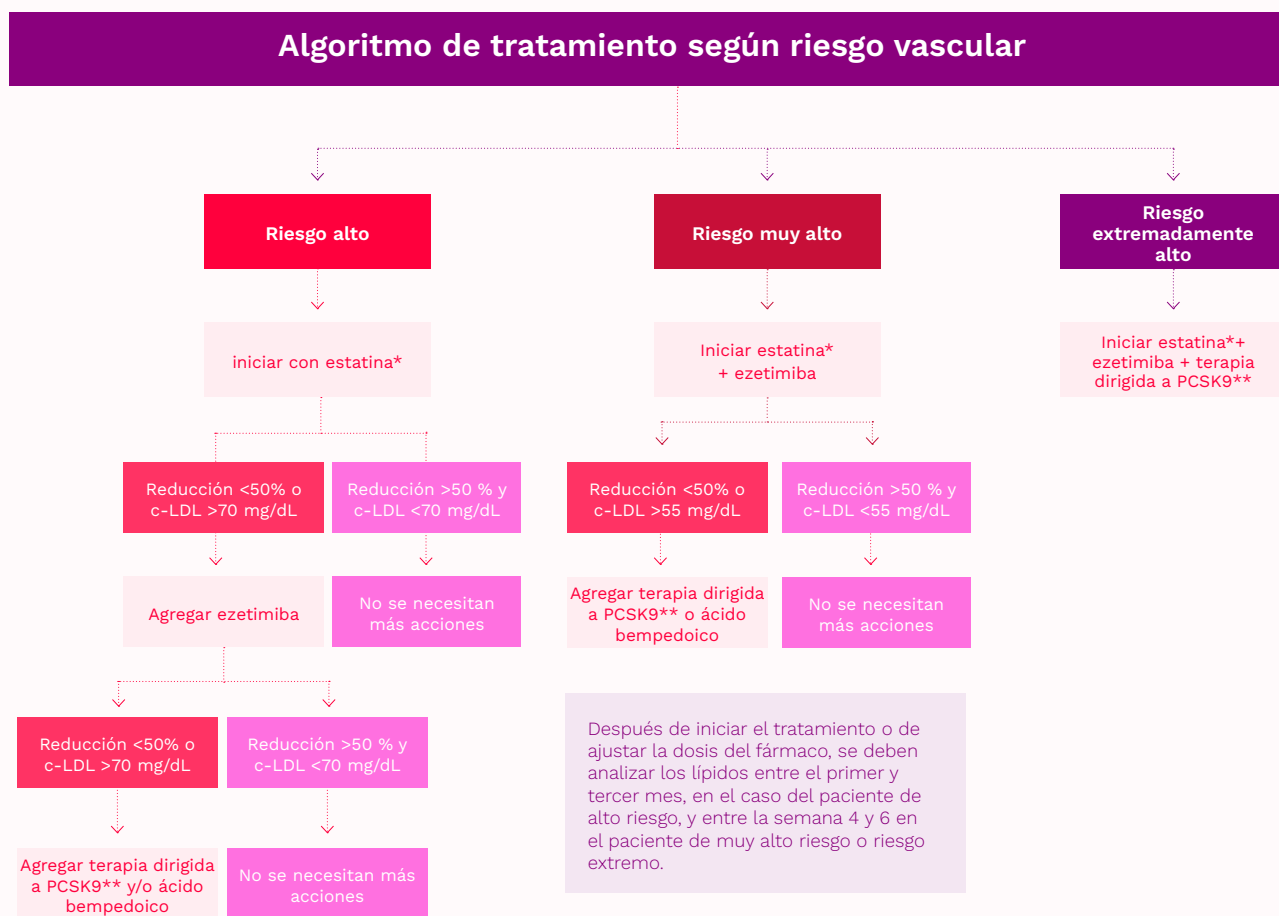 Algoritmo de tratamiento según riesgo vascular
Riesgo alto
Riesgo muy alto
Riesgo
extremadamente
alto
iniciar con estatina*
Iniciar estatina*
+ ezetimiba
Iniciar estatina*+
ezetimiba + terapia
dirigida a PCSK9**
Reducción <50% o
c-LDL >70 mg/dL
Reducción >50 % y
c-LDL <70 mg/dL
Reducción <50% o
c-LDL >55 mg/dL
Reducción >50 % y
c-LDL <55 mg/dL
Agregar ezetimiba
No se necesitan
más acciones
Agregar terapia dirigida
a PCSK9** o ácido
bempedoico
No se necesitan
más acciones
Reducción <50% o
c-LDL >70 mg/dL
Reducción >50 % y
c-LDL <70 mg/dL
Después de iniciar el tratamiento o de
ajustar la dosis del fármaco, se deben
analizar los lípidos entre el primer y
tercer mes, en el caso del paciente de
alto riesgo, y entre la semana 4 y 6 en
el paciente de muy alto riesgo o riesgo
extremo.
Agregar terapia dirigida
a PCSK9** y/o ácido
bempedoico
No se necesitan más
acciones